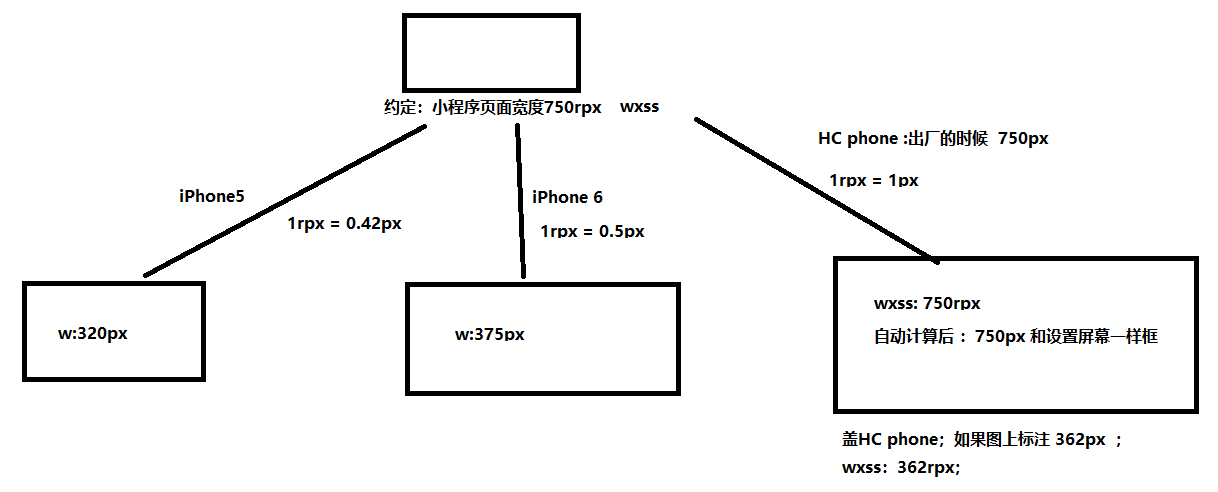 约定：小程序页面宽度750rpx wxss
HC phone :出厂的时候 750px
1rpx = 1px
iPhone5
1rpx = 0.42px
iPhone 6
1rpx = 0.5px
w:320px
w:375px
wxss: 750rpx
自动计算后 ：750px 和设置屏幕一样框
盖HC phone；如果图上标注 362px ；
wxss：362rpx；